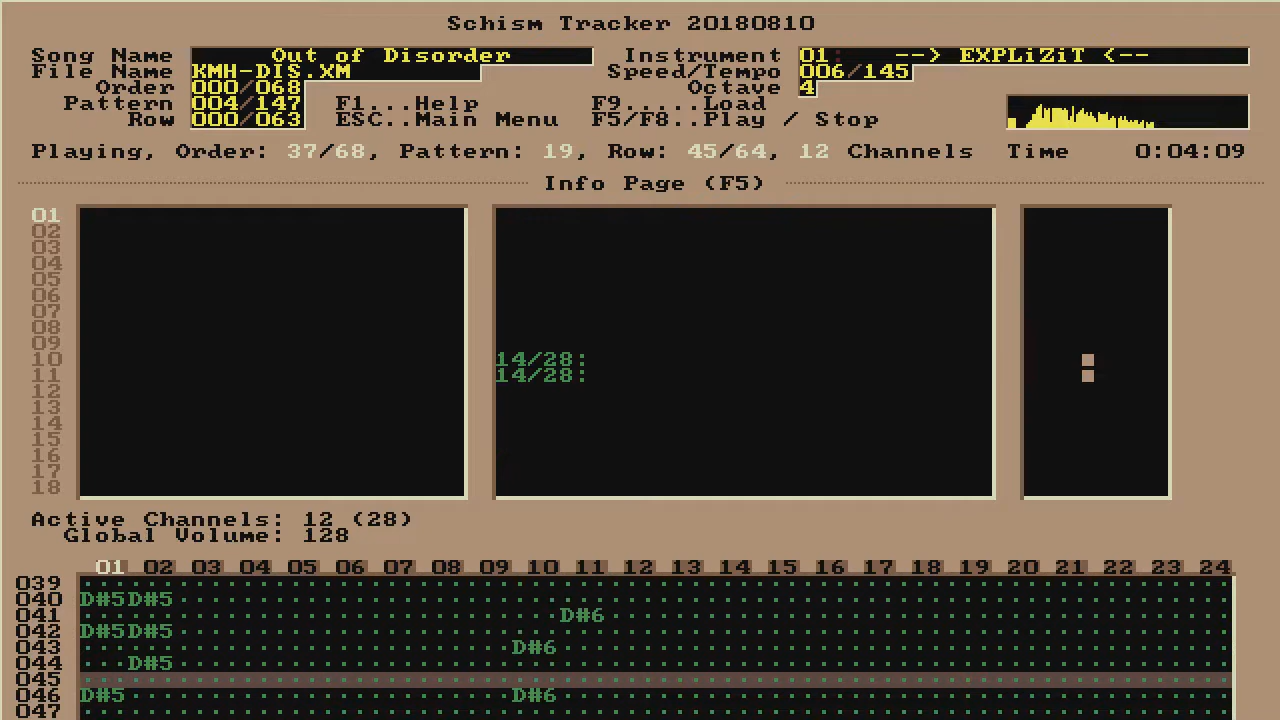 Schism Tracker 20180810
Song Name Out of Disorder Instrument 01: --> EXPLiZiT <--
File Name KMH-DIS.XM Speed/Tempo 006/145
Order 000/068 Octave 4
Pattern 004/147 F1...Help F9.....Load
Row 000/063 ESC..Main Menu F5/F8..Play / Stop
Playing, Order: 37/68, Pattern: 19, Row: 45/64, 12 Channels Time 0:04:09
Info Page (F5)
01
02
03
04
05
06
07
08
09
10 14/28:
11 14/28:
12
13
14
15
16
17
18
Active Channels: 12 (28)
Global Volume: 128
01 02 03 04 05 06 07 08 09 10 11 12 13 14 15 16 17 18 19 20 21 22 23 24
039
040 D#5 D#5
041 D#6
042 D#5 D#5
043 D#6
044 D#5
045
046 D#5 D#6
047